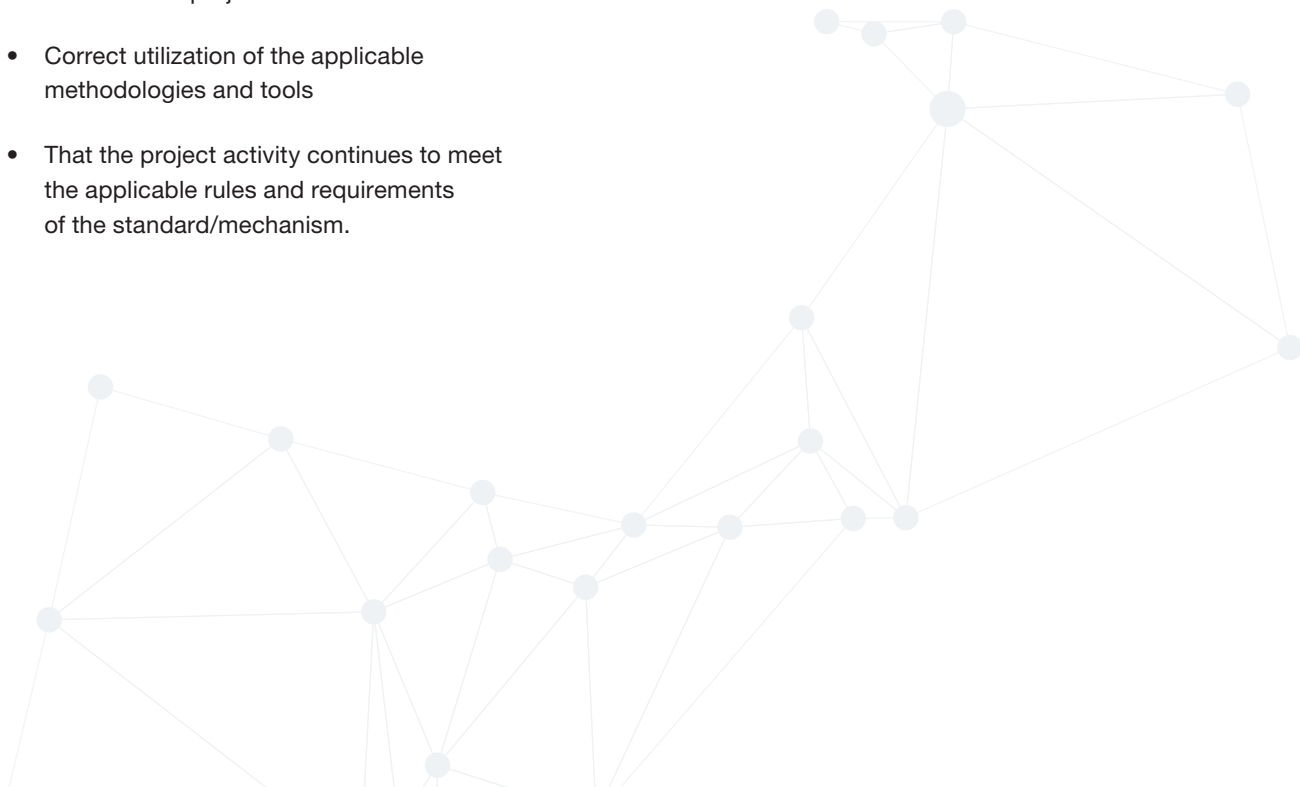 • Correct utilization of the applicable
methodologies and tools
• That the project activity continues to meet
the applicable rules and requirements
of the standard/mechanism.